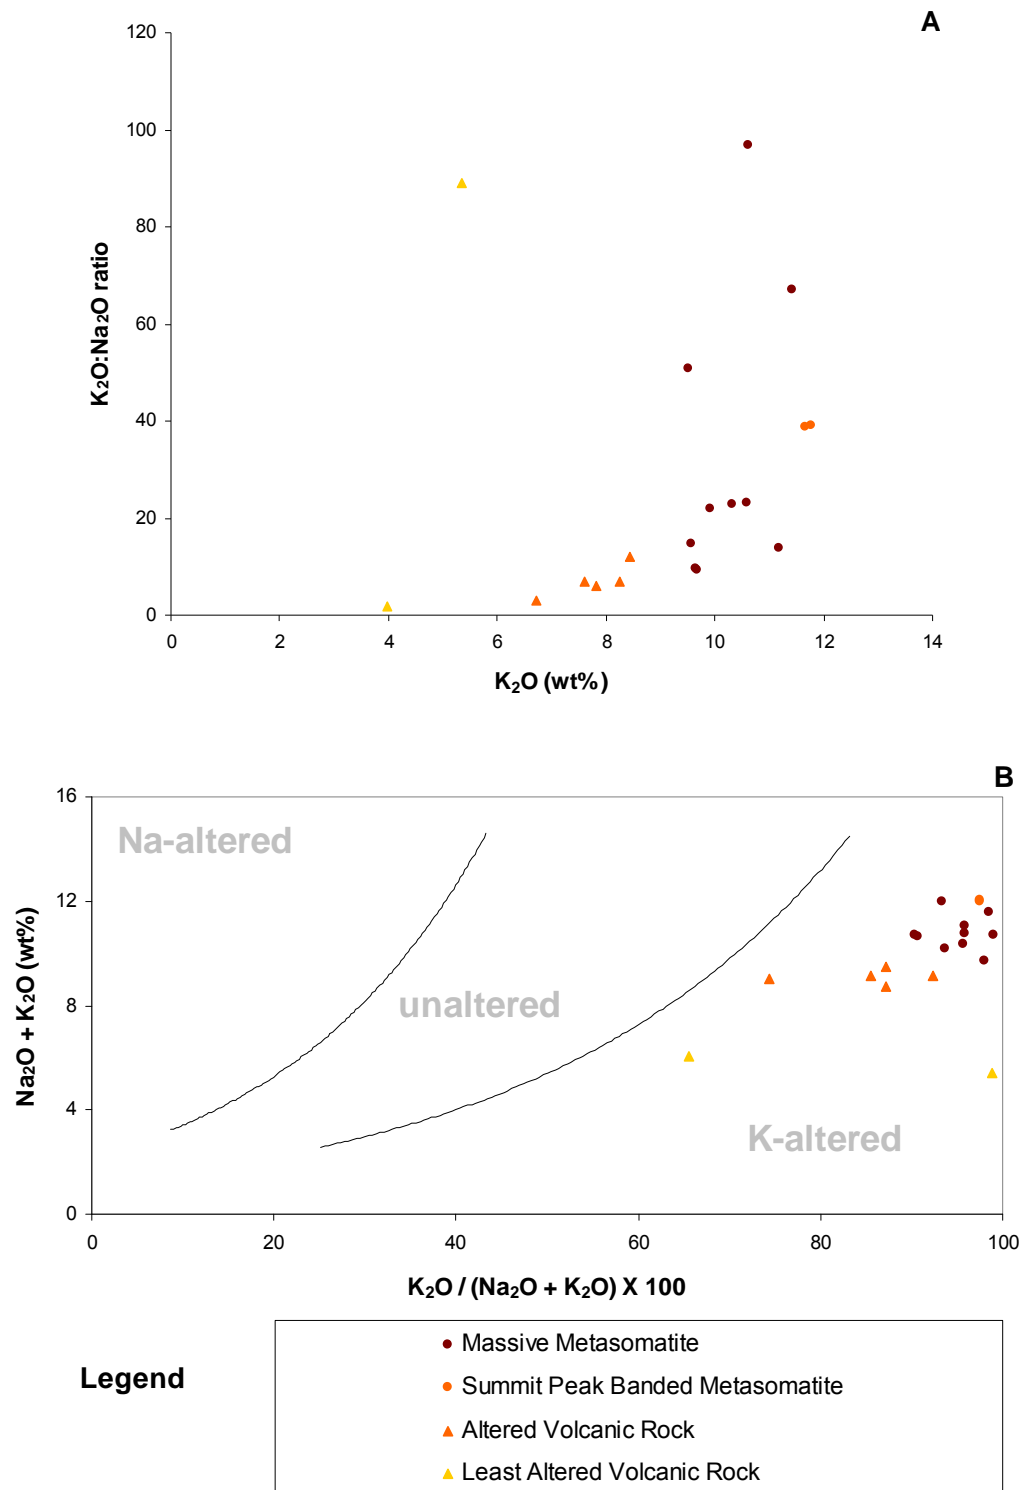 A
120
100
80
60
40
20
0
K₂O:Na₂O ratio
0 2 4 6 8 10 12 14
K₂O (wt%)
B
16
12
8
4
0
Na₂O + K₂O (wt%)
Na-altered
unaltered
K-altered
0 20 40 60 80 100
K₂O / (Na₂O + K₂O) X 100
Legend
Massive Metasomatite
Summit Peak Banded Metasomatite
Altered Volcanic Rock
Least Altered Volcanic Rock